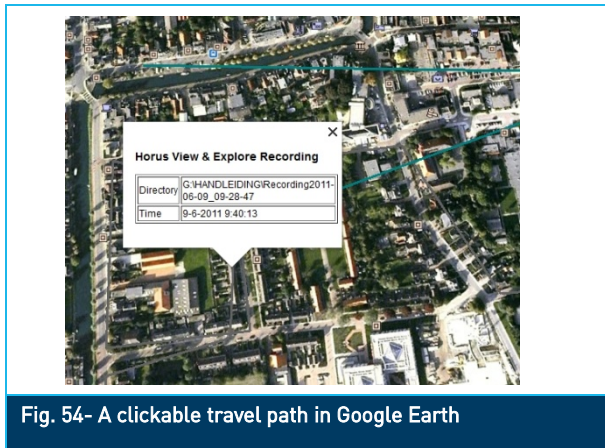 Horus View & Explore Recording
Directory G:\HANDLEIDING\Recording2011-
06-09_09-28-47
Time 9-6-2011 9:40:13
Fig. 54- A clickable travel path in Google Earth